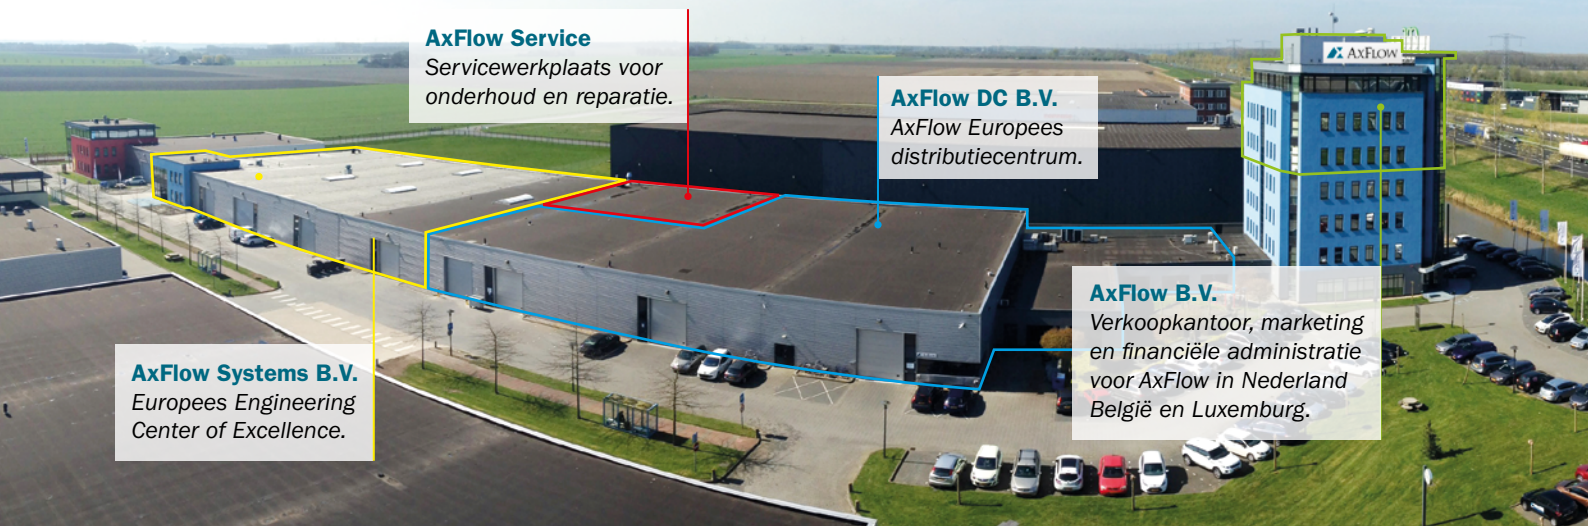 AxFlow Service
Servicewerkplaats voor
onderhoud en reparatie.
AxFlow DC B.V.
AxFlow Europees
distributiecentrum.
AxFlow
AxFlow B.V.
Verkoopkantoor, marketing
en financiële administratie
voor AxFlow in Nederland
België en Luxemburg.
AxFlow Systems B.V.
Europees Engineering
Center of Excellence.